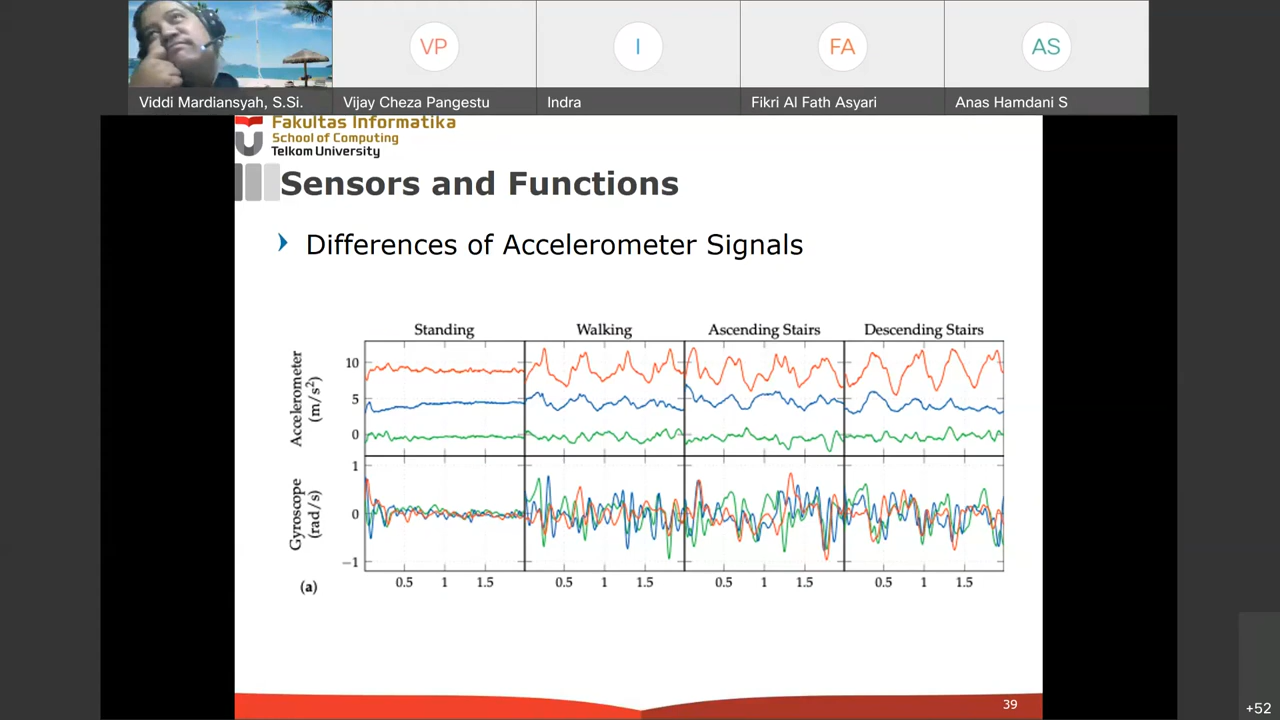 VP
I
FA
AS
Viddi Mardiansyah, S.Si.
Vijay Cheza Pangestu
Indra
Fikri Al Fath Asyari
Anas Hamdani S
Fakultas Informatika
School of Computing
Telkom University
Sensors and Functions
Differences of Accelerometer Signals
Standing
Walking
Ascending Stairs
Descending Stairs
Accelerometer
(m/s²)
10
5
0
Gyroscope
(rad/s)
1
0
−1
0.5 1 1.5 0.5 1 1.5 0.5 1 1.5 0.5 1 1.5
(a)
39
+52